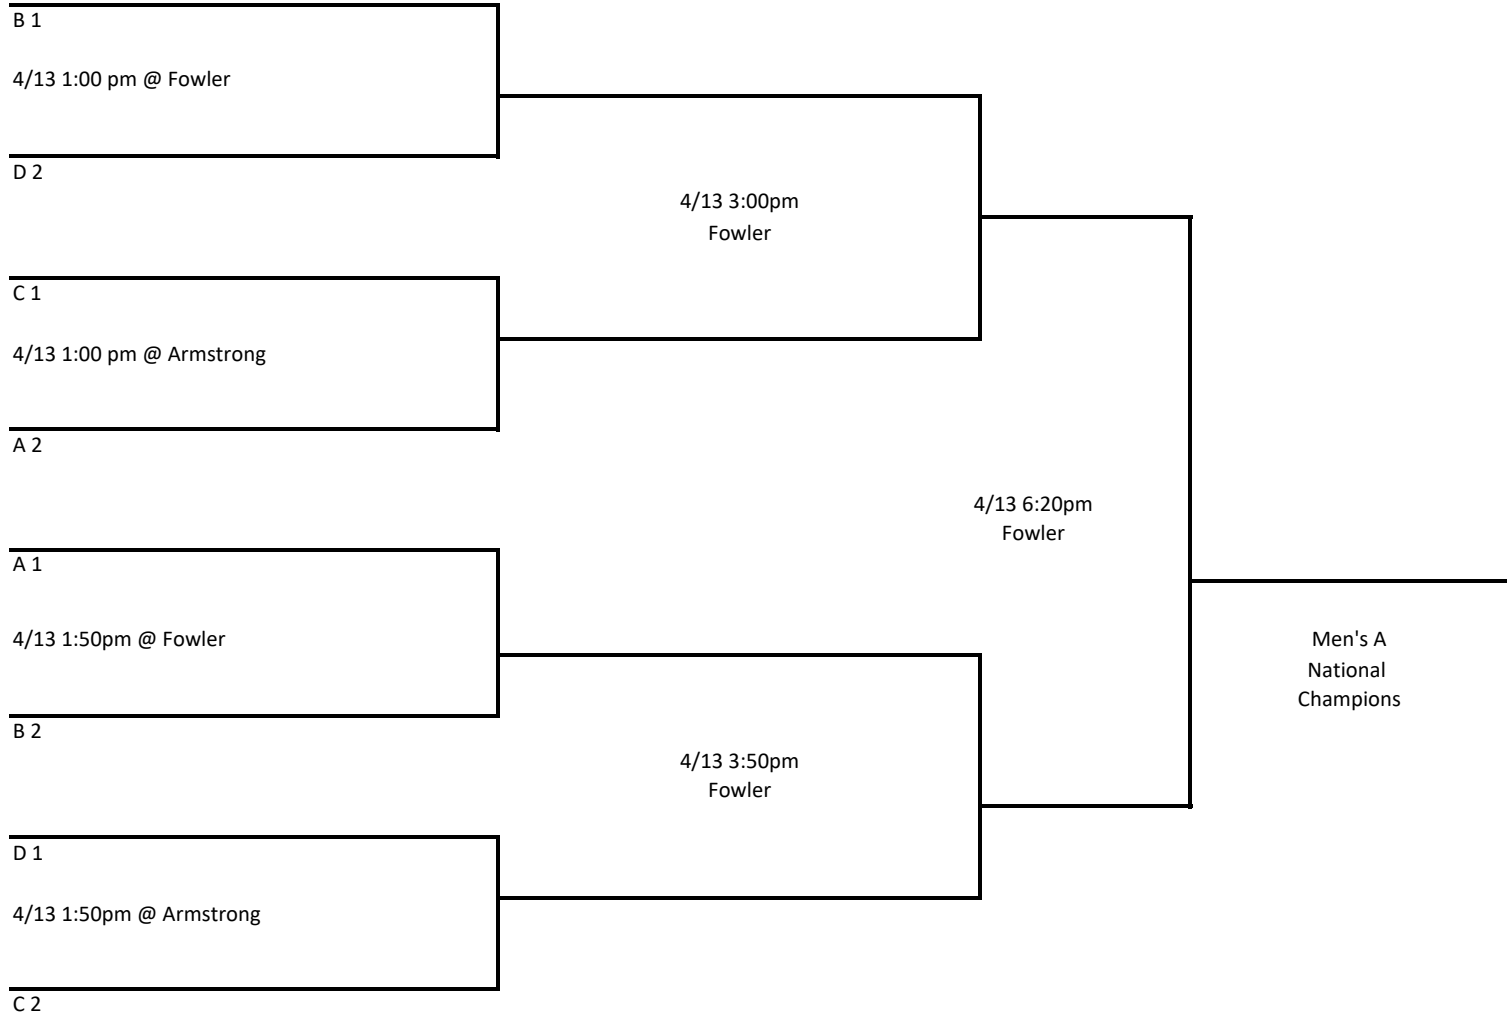 B 1
4/13 1:00 pm @ Fowler
D 2
4/13 3:00pm
Fowler
C 1
4/13 1:00 pm @ Armstrong
A 2
4/13 6:20pm
Fowler
A 1
4/13 1:50pm @ Fowler
Men's A
National
Champions
B 2
4/13 3:50pm
Fowler
D 1
4/13 1:50pm @ Armstrong
C 2